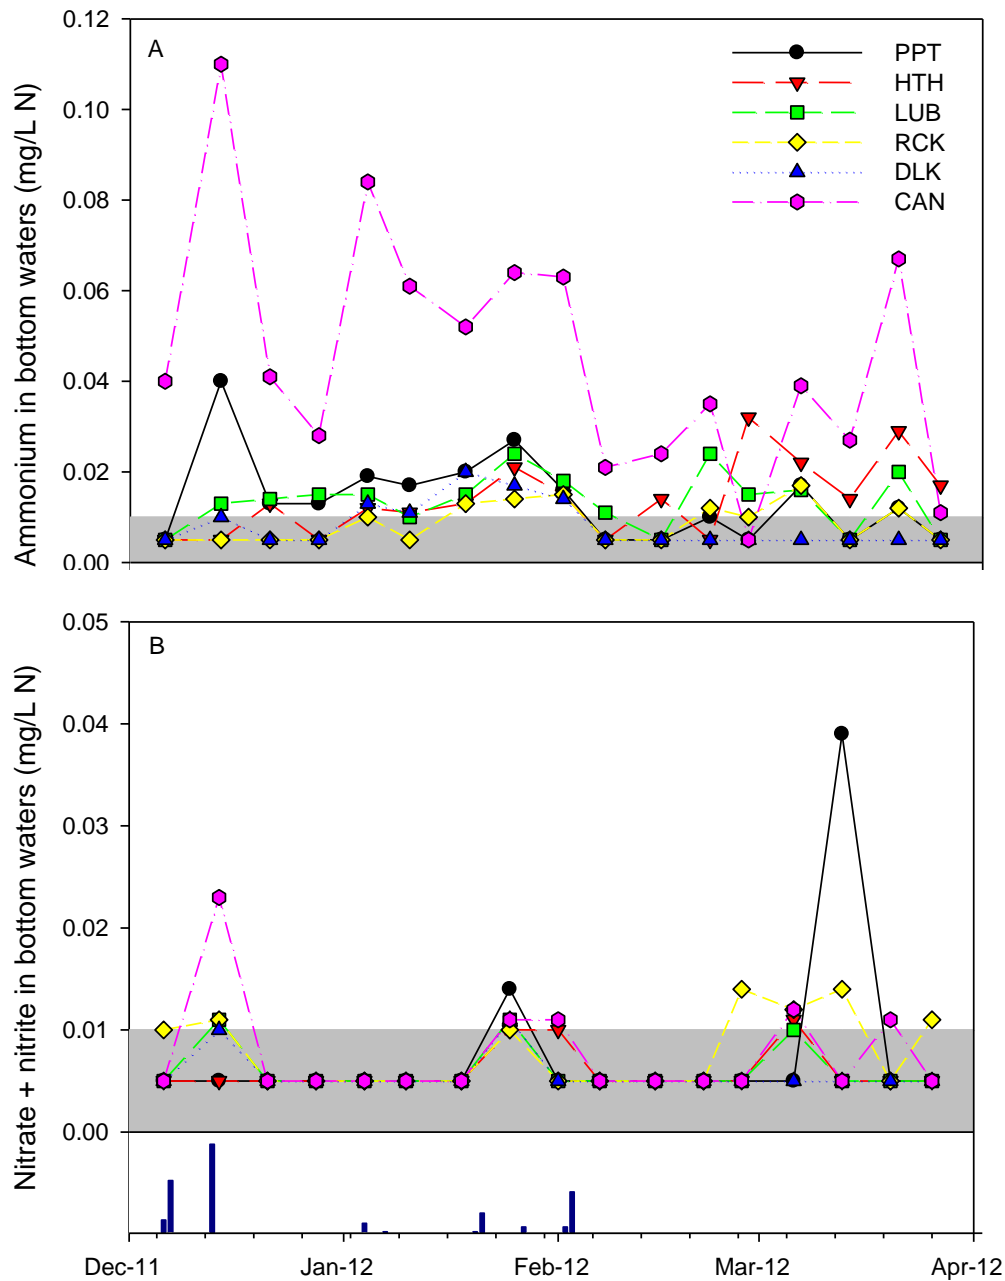 0.12
0.10
0.08
0.06
0.04
0.02
0.00
Ammonium in bottom waters (mg/L N)
A
PPT
HTH
LUB
RCK
DLK
CAN
0.05
0.04
0.03
0.02
0.01
0.00
Nitrate + nitrite in bottom waters (mg/L N)
B
Dec-11 Jan-12 Feb-12 Mar-12 Apr-12